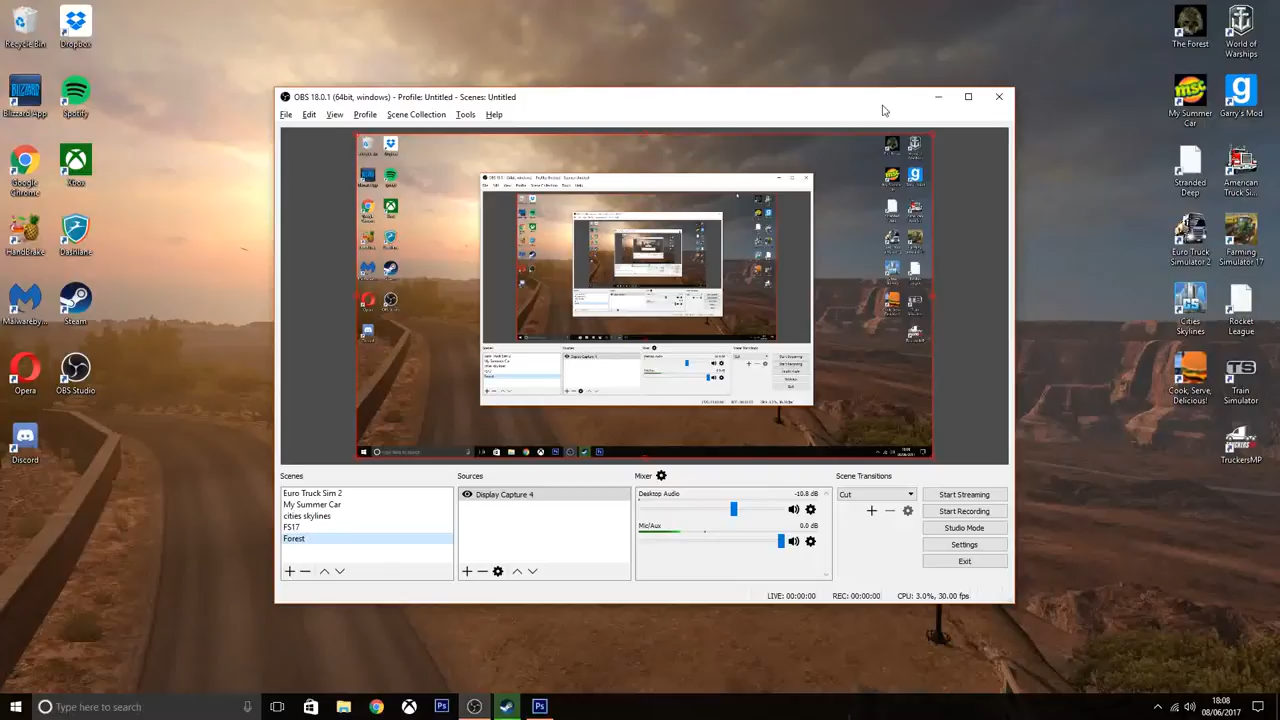 Recycle Bin
Dropbox
Blizzard App
Spotify
Google
Chrome
Xbox
HandBrake
Dashlane
Malwareby...
Steam
Opera
OBS Studio
Discord
OBS 18.0.1 (64bit, windows) - Profile: Untitled - Scenes: Untitled
File Edit View Profile Scene Collection Tools Help
Scenes
Euro Truck Sim 2
My Summer Car
cities skylines
FS17
Forest
Sources
Display Capture 4
Mixer
Desktop Audio -10.8 dB
Mic/Aux 0.0 dB
Scene Transitions
Cut
Start Streaming
Start Recording
Studio Mode
Settings
Exit
LIVE: 00:00:00 REC: 00:00:00 CPU: 3.0%, 30.00 fps
The Forest
World of
Warships
My Summer
Car
Garry's Mod
Stranded
Deep
American
Truck Si...
Euro Truck
Simulator 2
Farming
Simulator 17
Cities
Skylines
Rocket
League
Cook, Serve,
Delicious!
Train
Simulator
TruckersMP
Type here to search
18:08
08/06/2017